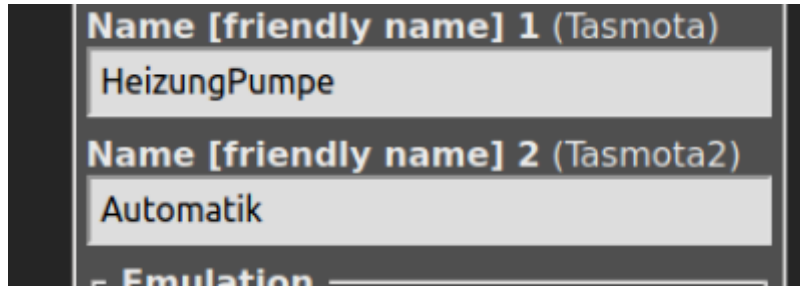 Name [friendly name] 1 (Tasmota)
HeizungPumpe
Name [friendly name] 2 (Tasmota2)
Automatik
Emulation